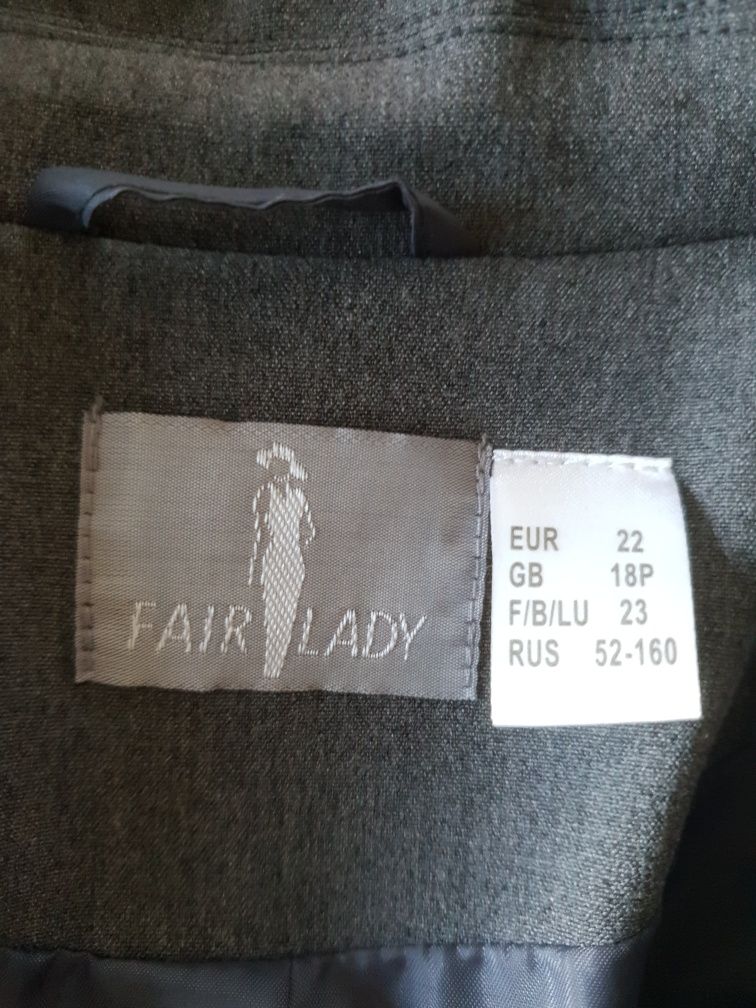 FAIR LADY
EUR 22
GB 18P
F/B/LU 23
RUS 52-160